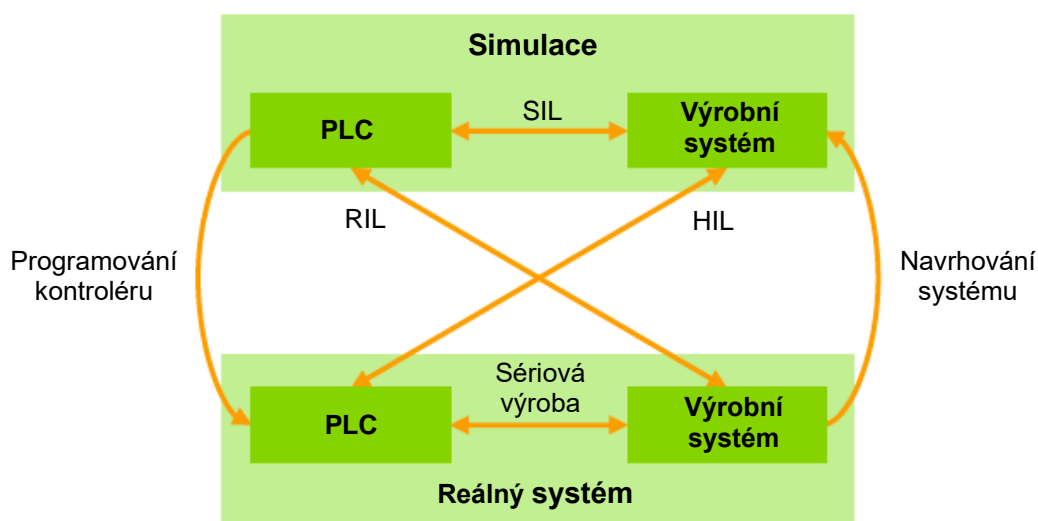 Simulace
PLC
SIL
Výrobní
systém
RIL
HIL
Programování
kontroléru
Navrhování
systému
Sériová
výroba
PLC
Výrobní
systém
Reálný systém